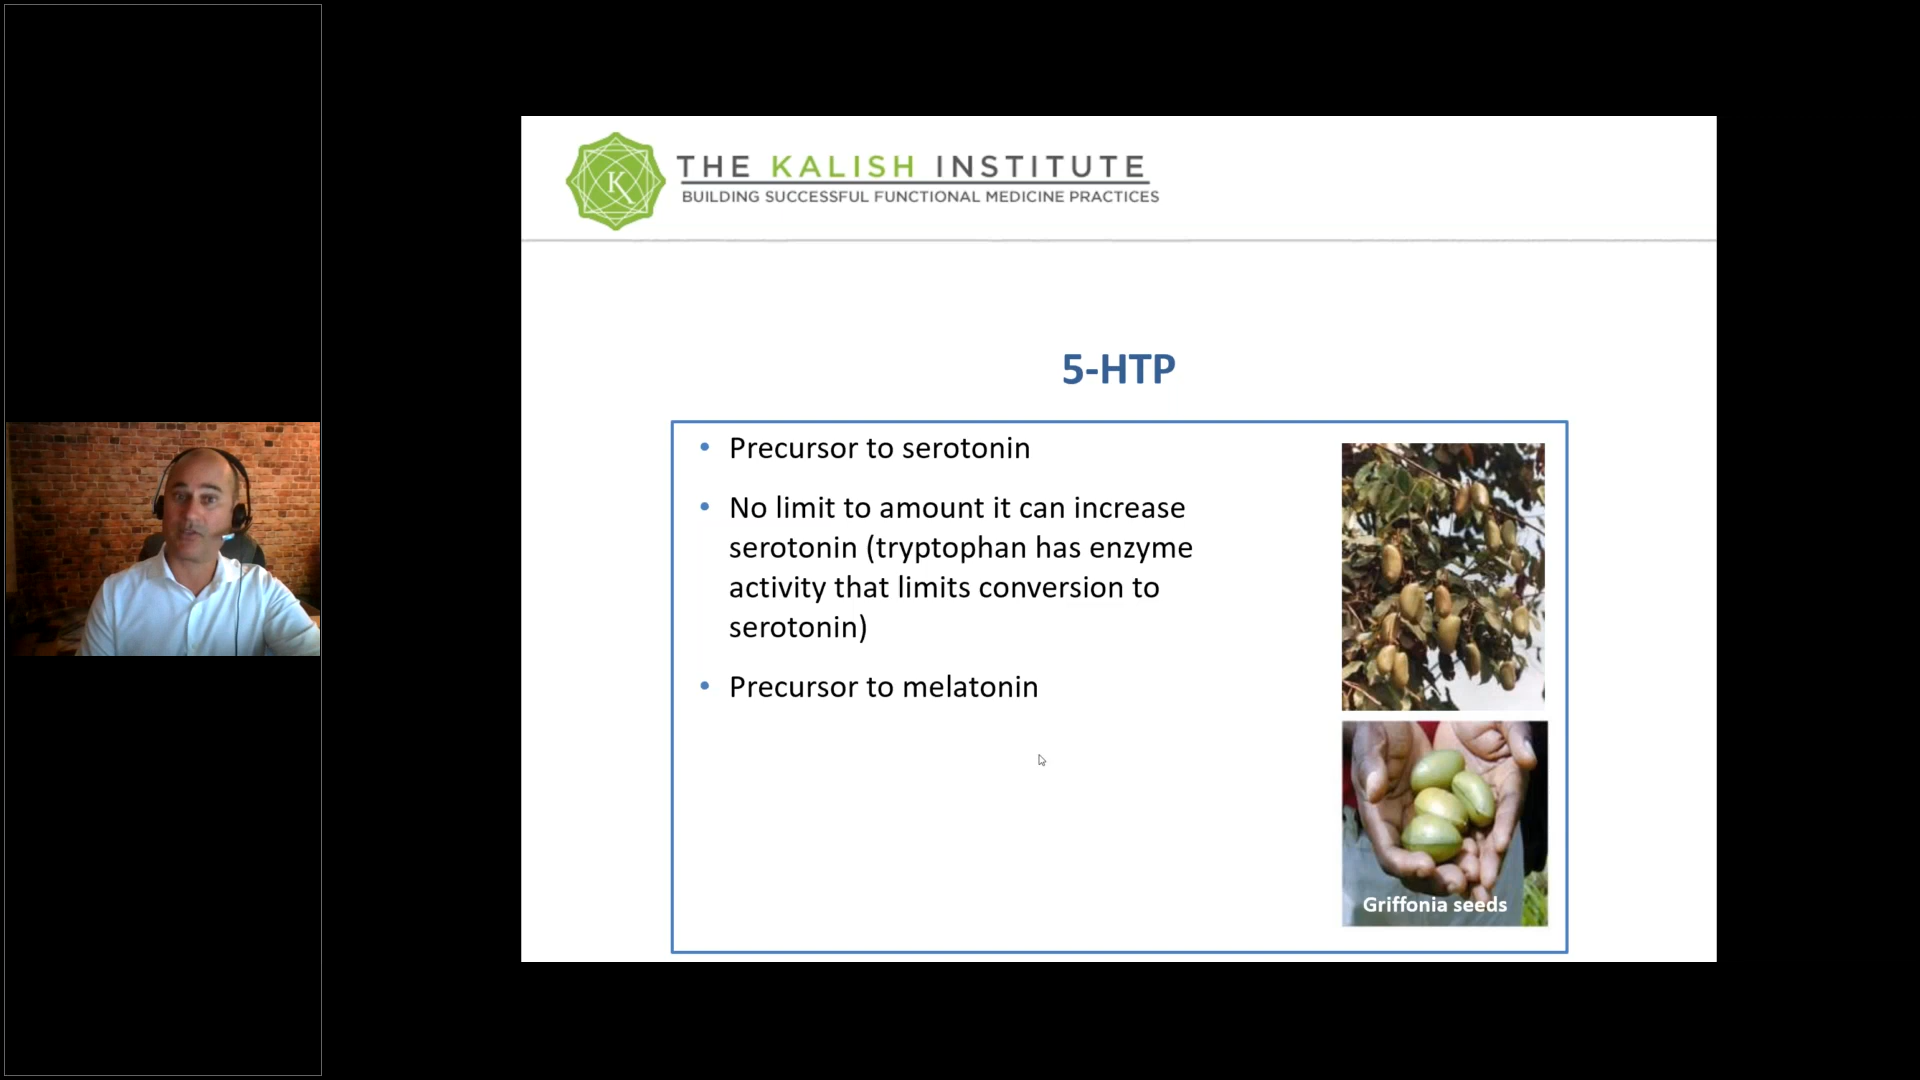 THE KALISH INSTITUTE
BUILDING SUCCESSFUL FUNCTIONAL MEDICINE PRACTICES
K
5-HTP
• Precursor to serotonin
• No limit to amount it can increase
serotonin (tryptophan has enzyme
activity that limits conversion to
serotonin)
• Precursor to melatonin
Griffonia seeds